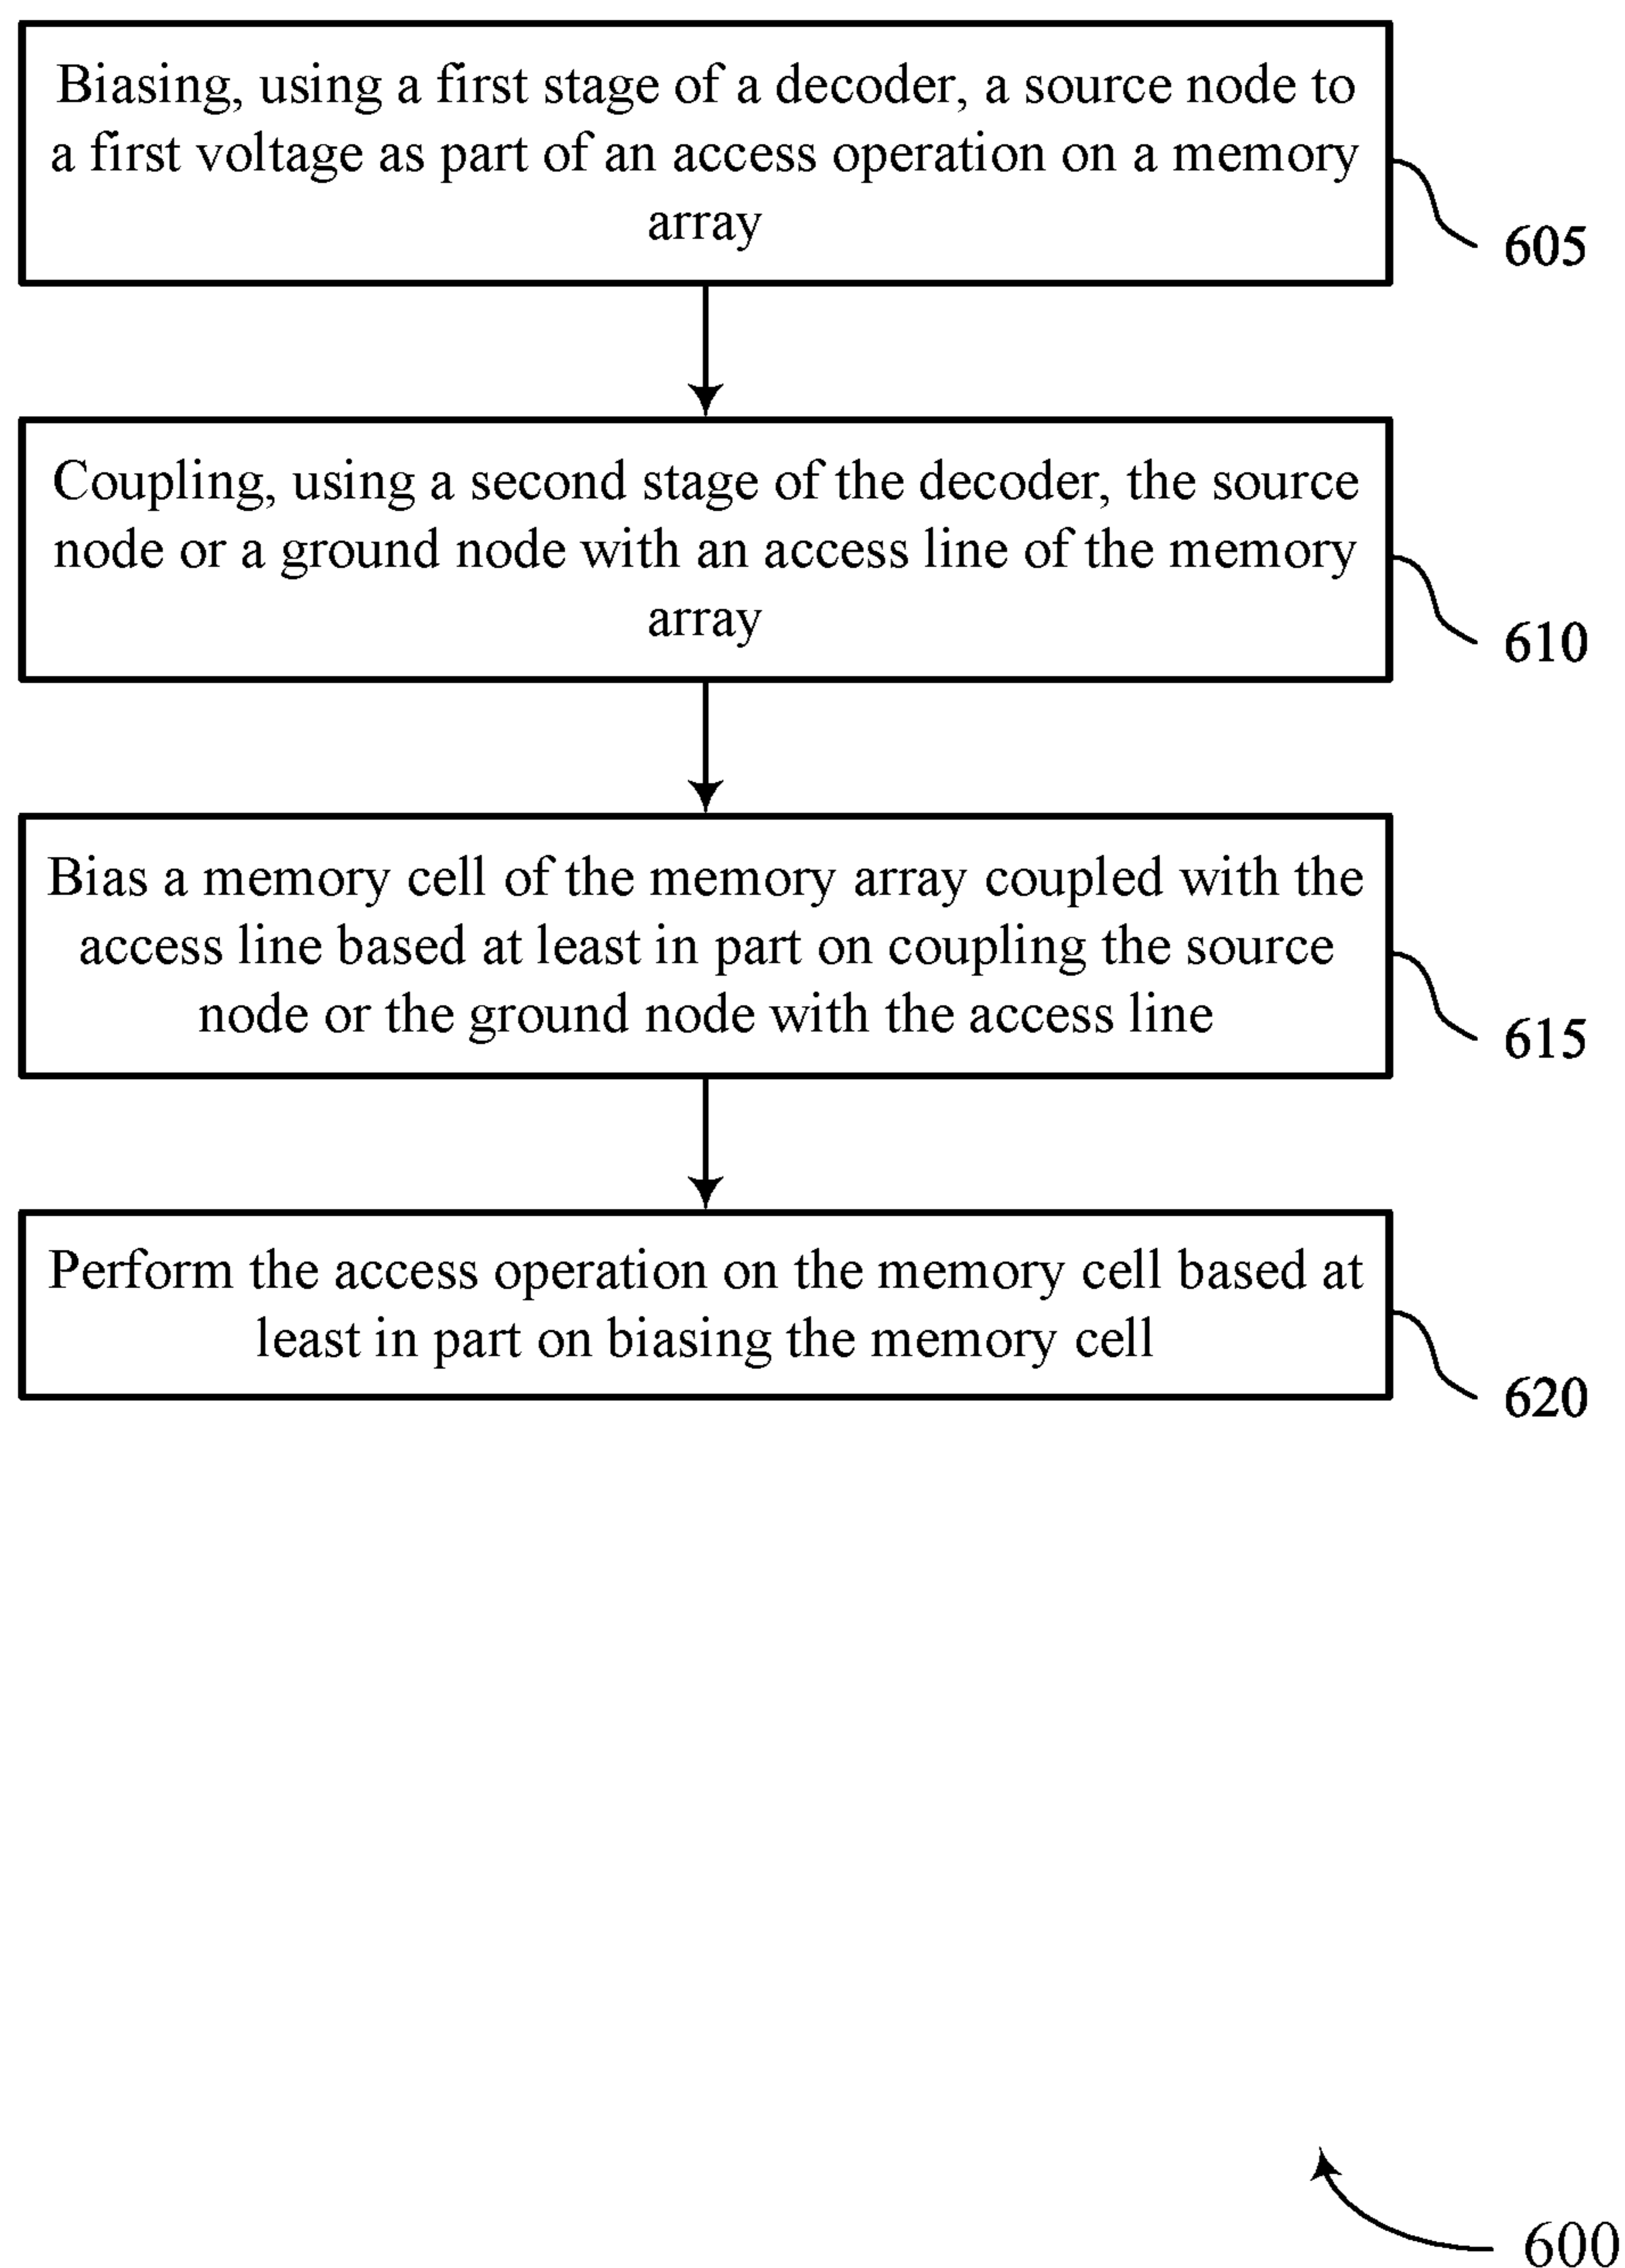 Biasing, using a first stage of a decoder, a source node to
a first voltage as part of an access operation on a memory
array
605
Coupling, using a second stage of the decoder, the source
node or a ground node with an access line of the memory
array
610
Bias a memory cell of the memory array coupled with the
access line based at least in part on coupling the source
node or the ground node with the access line
615
Perform the access operation on the memory cell based at
least in part on biasing the memory cell
620
600